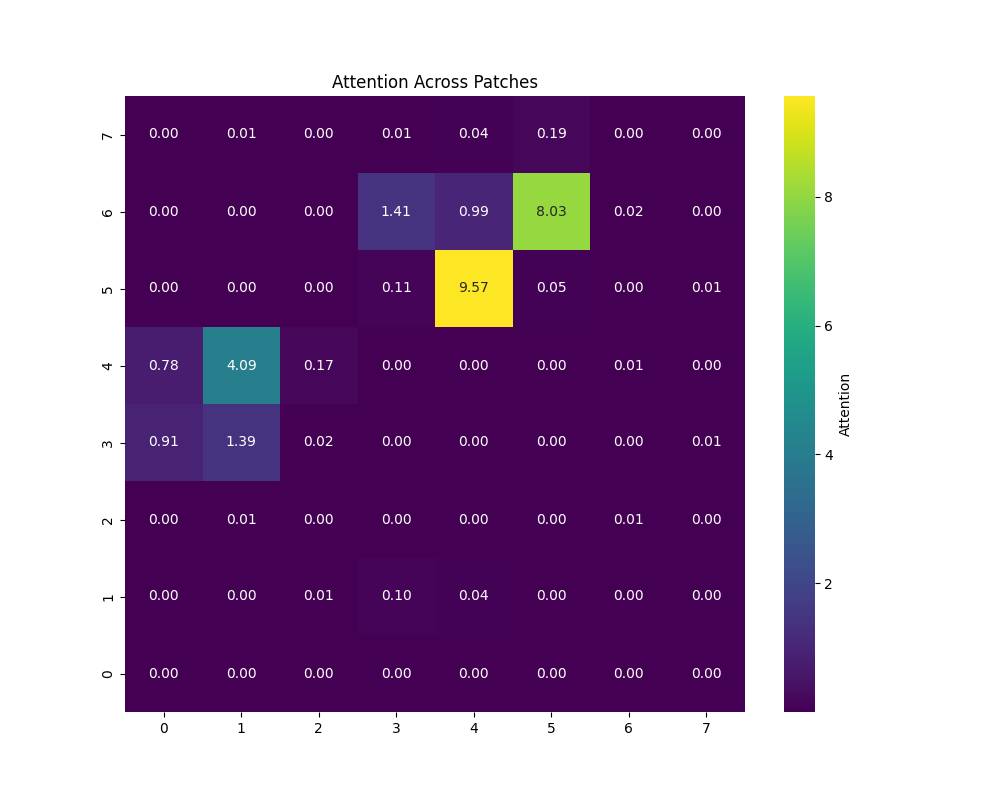 Attention Across Patches
7 0.00 0.01 0.00 0.01 0.04 0.19 0.00 0.00
6 0.00 0.00 0.00 1.41 0.99 8.03 0.02 0.00
5 0.00 0.00 0.00 0.11 9.57 0.05 0.00 0.01
4 0.78 4.09 0.17 0.00 0.00 0.00 0.01 0.00
3 0.91 1.39 0.02 0.00 0.00 0.00 0.00 0.01
2 0.00 0.01 0.00 0.00 0.00 0.00 0.01 0.00
1 0.00 0.00 0.01 0.10 0.04 0.00 0.00 0.00
0 0.00 0.00 0.00 0.00 0.00 0.00 0.00 0.00
0 1 2 3 4 5 6 7
8
6
4
2
Attention